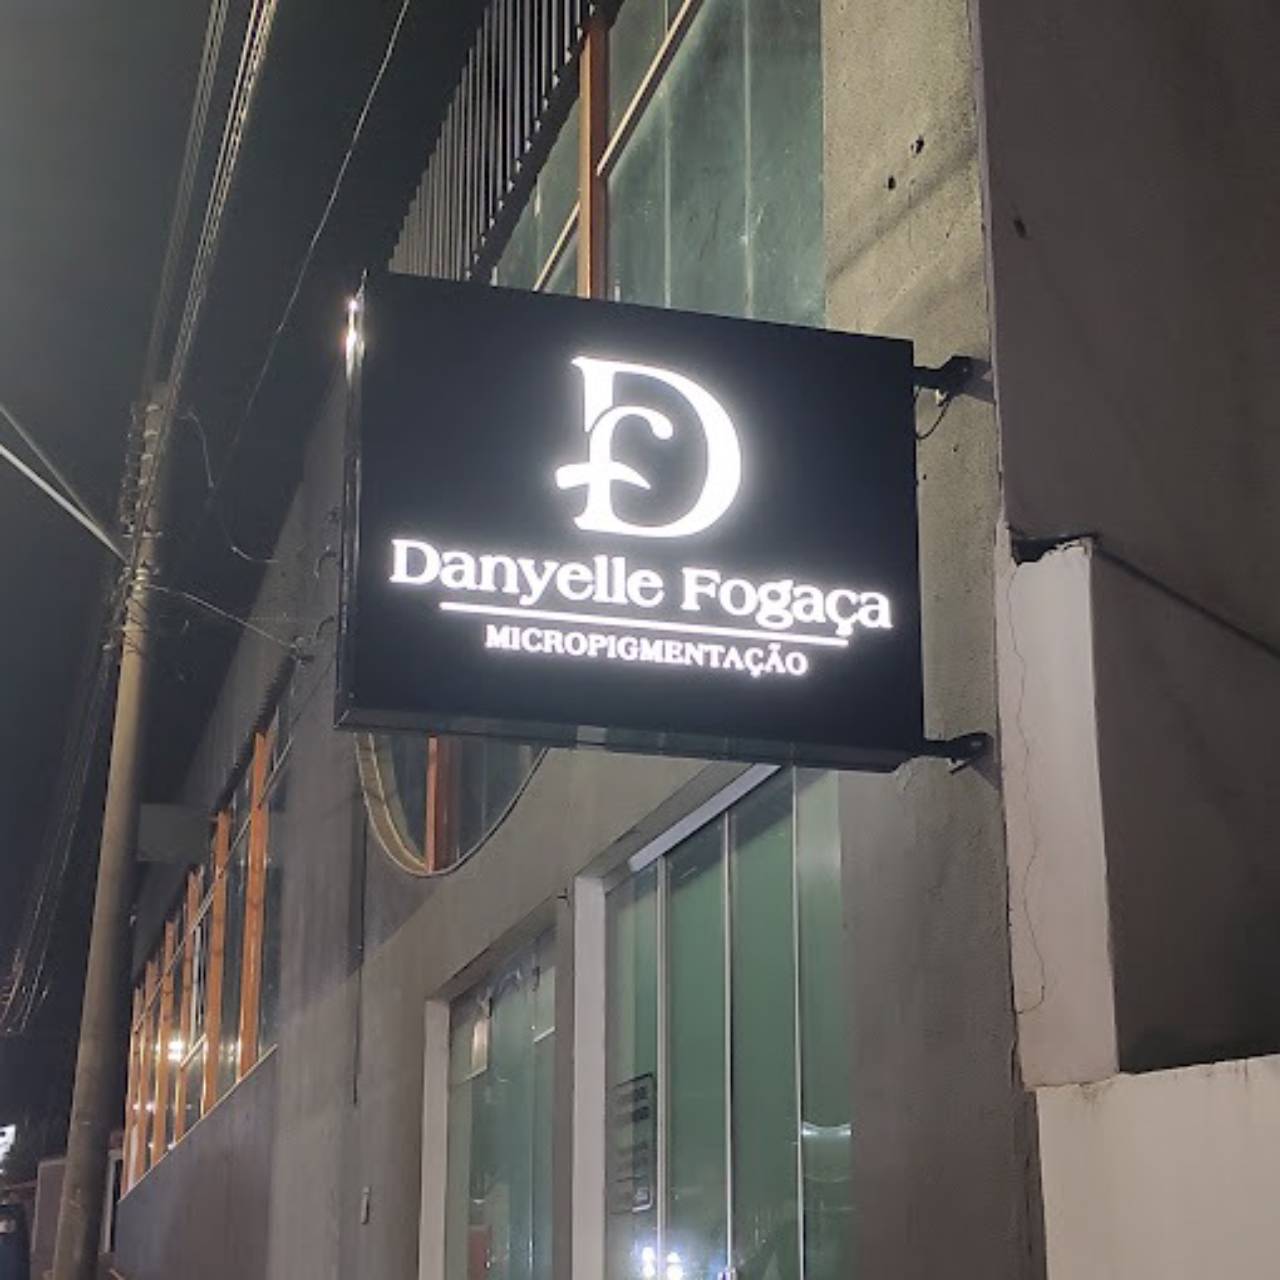 DF
Danyelle Fogaça
MICROPIGMENTAÇÃO